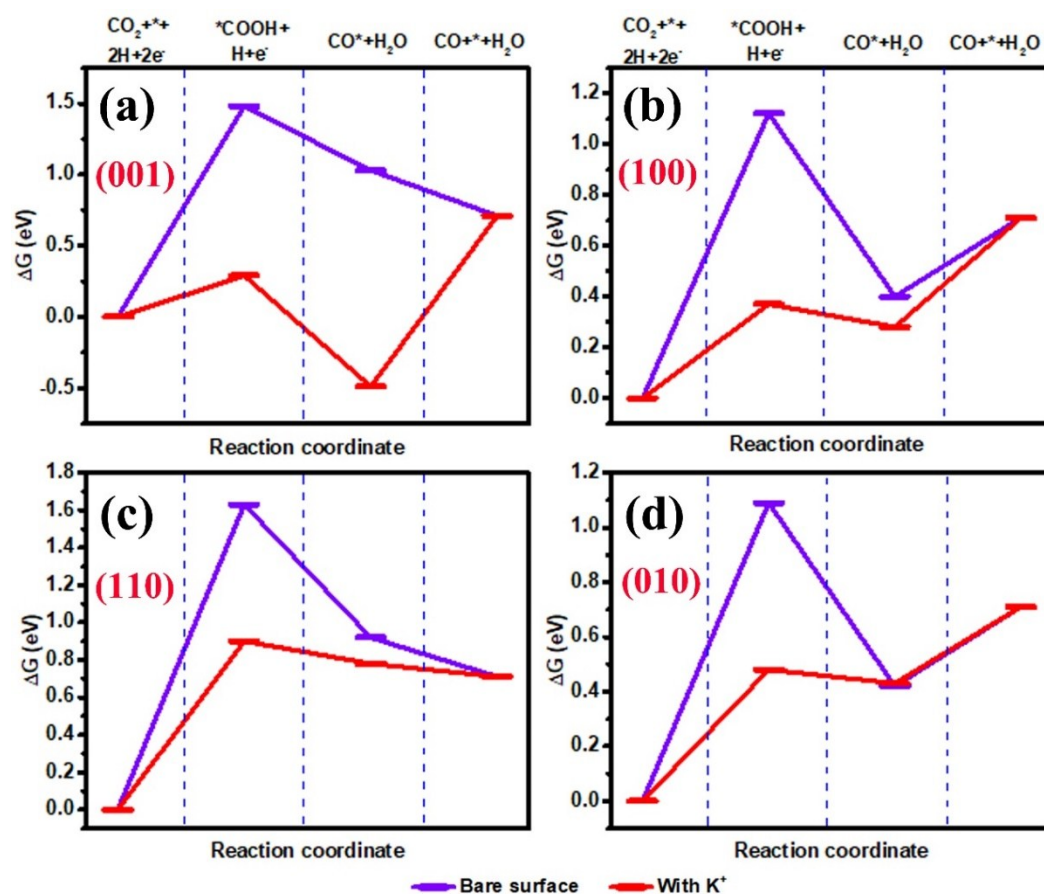 CO₂+*+
2H+2e⁻
*COOH+
H+e⁻
CO*+H₂O
CO+*+H₂O
CO₂+*+
2H+2e⁻
*COOH+
H+e⁻
CO*+H₂O
CO+*+H₂O
(a)
(001)
1.5
1.0
0.5
0.0
-0.5
ΔG (eV)
Reaction coordinate
(b)
(100)
1.2
1.0
0.8
0.6
0.4
0.2
0.0
ΔG (eV)
Reaction coordinate
(c)
(110)
1.8
1.6
1.4
1.2
1.0
0.8
0.6
0.4
0.2
0.0
ΔG (eV)
Reaction coordinate
(d)
(010)
1.2
1.0
0.8
0.6
0.4
0.2
0.0
ΔG (eV)
Reaction coordinate
Bare surface
With K⁺